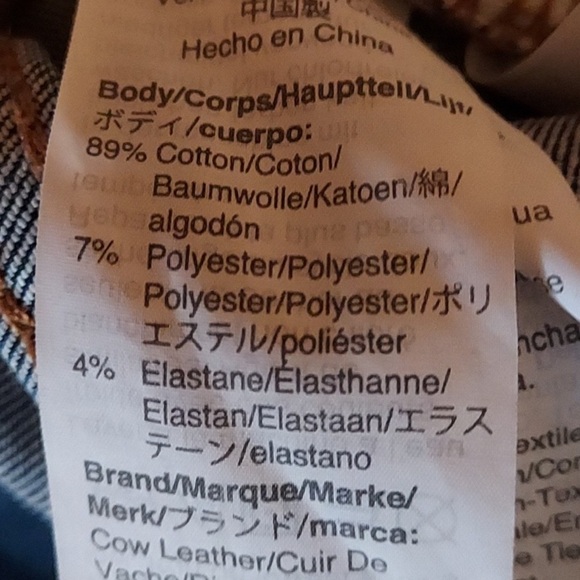 中国製
Hecho en China
Body/Corps/Hauptteil/Lijf/
ボディ/cuerpo:
89% Cotton/Coton/
Baumwolle/Katoen/綿/
algodón
7% Polyester/Polyester/
Polyester/Polyester/ポリ
エステル/poliéster
4% Elastane/Élasthanne/
Elastan/Elastaan/エラス
テーン/elastano
Brand/Marque/Marke/
Merk/ブランド/marca:
Cow Leather/Cuir De